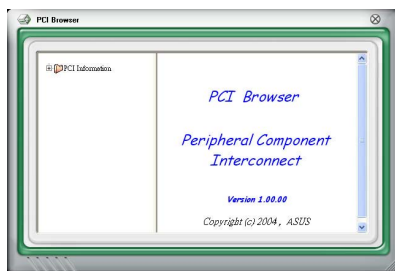 PCI Browser
PCI Information
PCI Browser
Peripheral Component
Interconnect
Version 1.00.00
Copyright (c) 2004 , ASUS